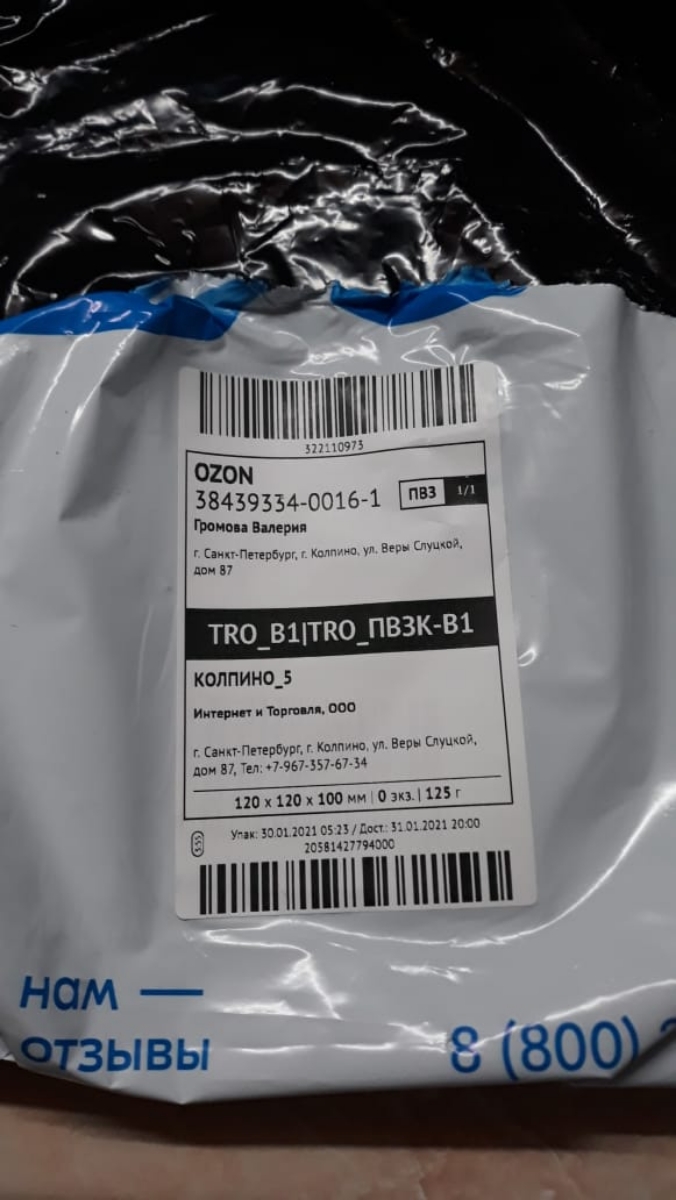 322110973
OZON
38439334-0016-1
ПВЗ 1/1
Громова Валерия
г. Санкт-Петербург, г. Колпино, ул. Веры Слуцкой,
дом 87
TRO_B1|TRO_ПВЗК-B1
КОЛПИНО_5
Интернет и Торговля, ООО
г. Санкт-Петербург, г. Колпино, ул. Веры Слуцкой,
дом 87, Тел: +7-967-357-67-34
120 x 120 x 100 мм | 0 экз. | 125 г
Упак: 30.01.2021 05:23 / Дост.: 31.01.2021 20:00
20581427794000
нам —
отзывы
8 (800)